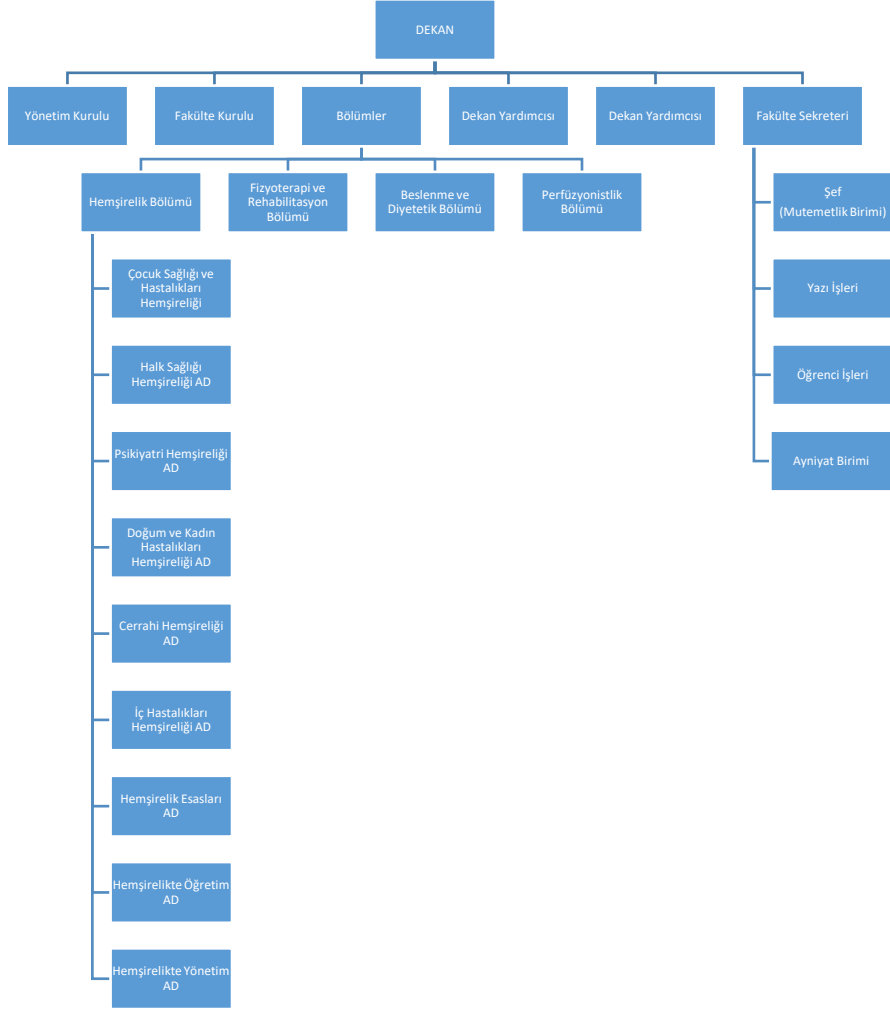 DEKAN
Yönetim Kurulu
Fakülte Kurulu
Bölümler
Dekan Yardımcısı
Dekan Yardımcısı
Fakülte Sekreteri
Hemşirelik Bölümü
Fizyoterapi ve
Rehabilitasyon
Bölümü
Beslenme ve
Diyetetik Bölümü
Perfüzyonistlik
Bölümü
Şef
(Mutemetlik Birimi)
Çocuk Sağlığı ve
Hastalıkları
Hemşireliği
Yazı İşleri
Halk Sağlığı
Hemşireliği AD
Öğrenci İşleri
Psikiyatri Hemşireliği
AD
Ayniyat Birimi
Doğum ve Kadın
Hastalıkları
Hemşireliği AD
Cerrahi Hemşireliği
AD
İç Hastalıkları
Hemşireliği AD
Hemşirelik Esasları
AD
Hemşirelikte Öğretim
AD
Hemşirelikte Yönetim
AD